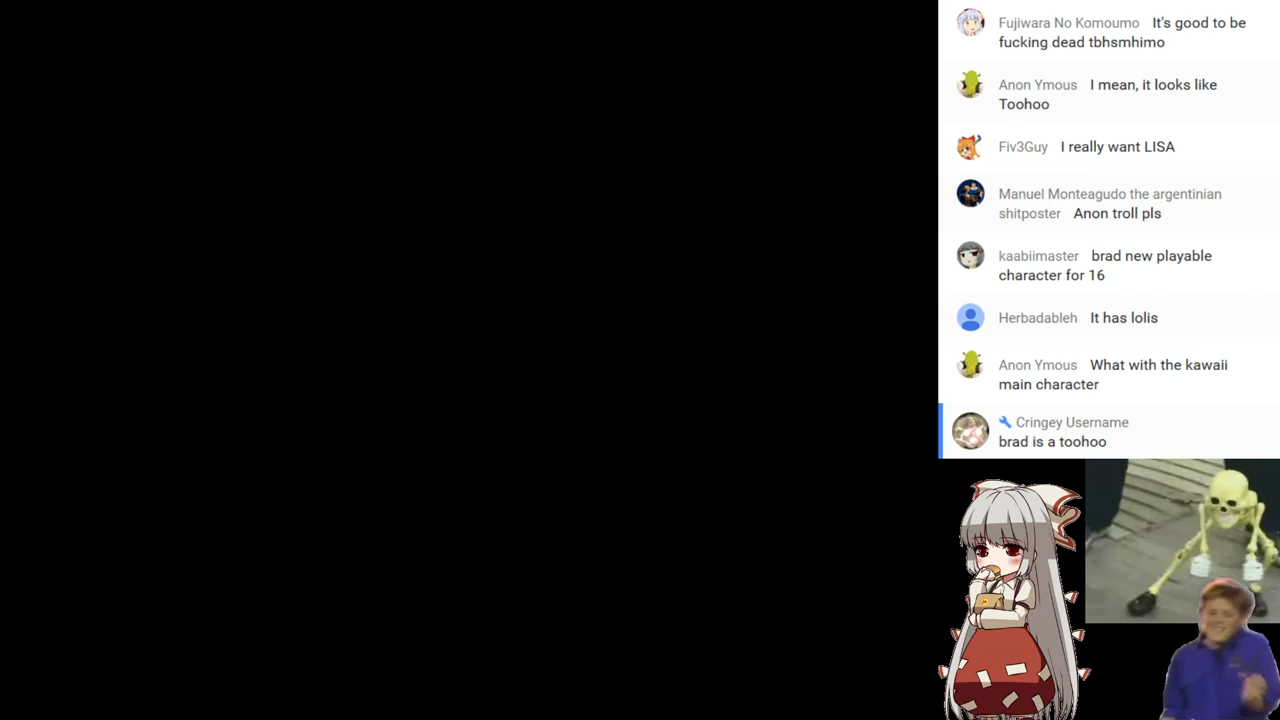 Fujiwara No Komoumo It's good to be
fucking dead tbhsmhimo
Anon Ymous I mean, it looks like
Toohoo
Fiv3Guy I really want LISA
Manuel Monteagudo the argentinian
shitposter Anon troll pls
kaabiimaster brad new playable
character for 16
Herbadableh It has lolis
Anon Ymous What with the kawaii
main character
Cringey Username
brad is a toohoo